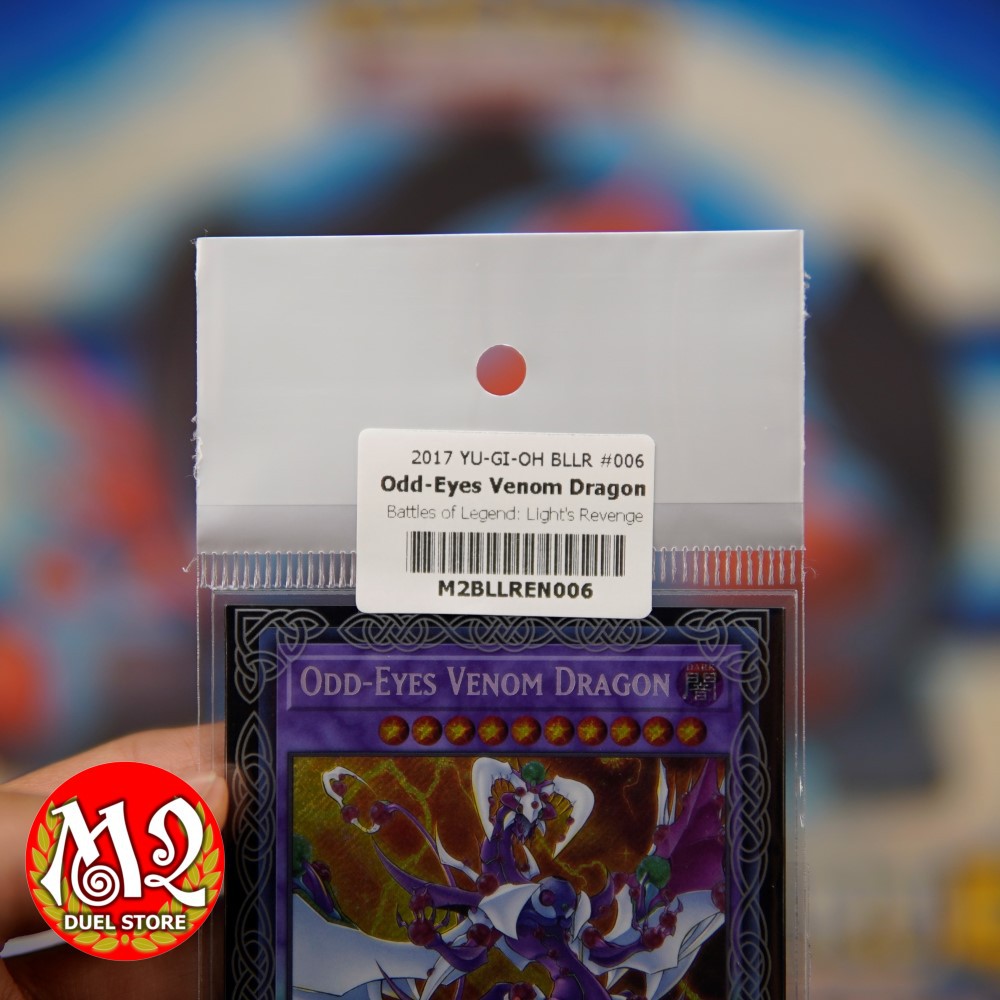 2017 YU-GI-OH BLLR #006
Odd-Eyes Venom Dragon
Battles of Legend: Light's Revenge
M2BLLREN006
ODD-EYES VENOM DRAGON
DARK
闇
M2
DUEL STORE